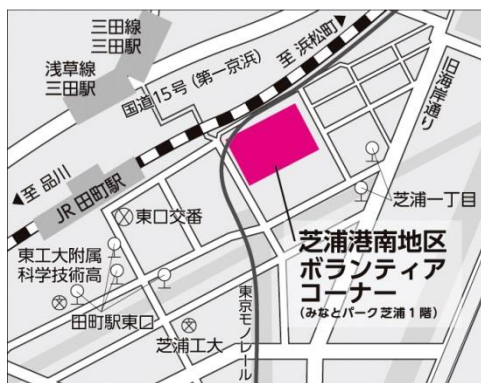 三田線
三田駅
浅草線
三田駅
国道15号(第一京浜)
至 浜松町
旧海岸通り
至 品川
JR 田町駅
東口交番
芝浦一丁目
東工大附属
科学技術高
田町駅東口
芝浦工大
東京モノレール
芝浦港南地区
ボランティア
コーナー
(みなとパーク芝浦1階)